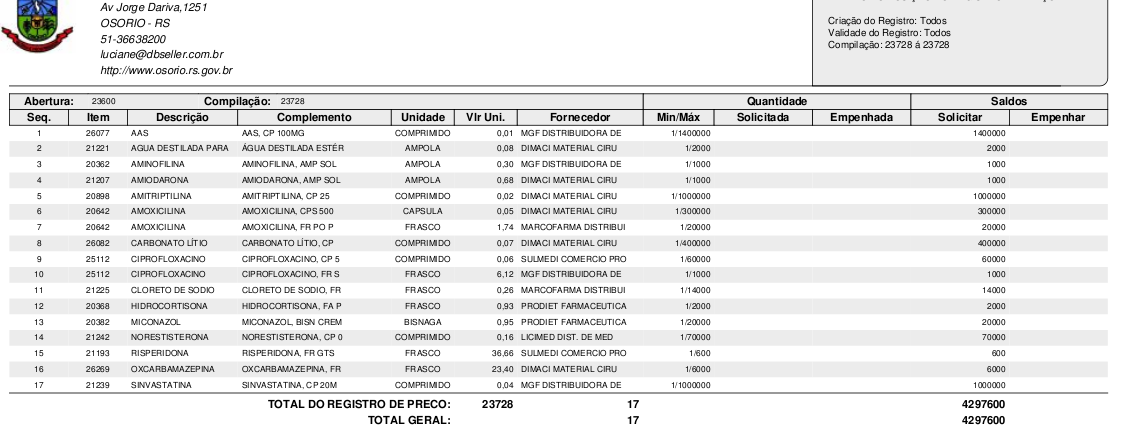 Av Jorge Dariva,1251
OSORIO - RS
51-36638200
luciane@dbseller.com.br
http://www.osorio.rs.gov.br
Criação do Registro: Todos
Validade do Registro: Todos
Compilação: 23728 á 23728
Abertura: 23600 Compilação: 23728 Quantidade Saldos
Seq. Item Descrição Complemento Unidade Vlr Uni. Fornecedor Min/Máx Solicitada Empenhada Solicitar Empenhar
1 26077 AAS AAS, CP 100MG COMPRIMIDO 0,01 MGF DISTRIBUIDORA DE 1/1400000 1400000
2 21221 AGUA DESTILADA PARA ÁGUA DESTILADA ESTÉR AMPOLA 0,08 DIMACI MATERIAL CIRU 1/2000 2000
3 20362 AMINOFILINA AMINOFILINA, AMP SOL AMPOLA 0,30 MGF DISTRIBUIDORA DE 1/1000 1000
4 21207 AMIODARONA AMIODARONA, AMP SOL AMPOLA 0,68 DIMACI MATERIAL CIRU 1/1000 1000
5 20898 AMITRIPTILINA AMITRIPTILINA, CP 25 COMPRIMIDO 0,02 DIMACI MATERIAL CIRU 1/1000000 1000000
6 20642 AMOXICILINA AMOXICILINA, CPS 500 CAPSULA 0,05 DIMACI MATERIAL CIRU 1/300000 300000
7 20642 AMOXICILINA AMOXICILINA, FR PO P FRASCO 1,74 MARCOFARMA DISTRIBUI 1/20000 20000
8 26082 CARBONATO LÍTIO CARBONATO LÍTIO, CP COMPRIMIDO 0,07 DIMACI MATERIAL CIRU 1/400000 400000
9 25112 CIPROFLOXACINO CIPROFLOXACINO, CP 5 COMPRIMIDO 0,06 SULMEDI COMERCIO PRO 1/60000 60000
10 25112 CIPROFLOXACINO CIPROFLOXACINO, FR S FRASCO 6,12 MGF DISTRIBUIDORA DE 1/1000 1000
11 21225 CLORETO DE SODIO CLORETO DE SODIO, FR FRASCO 0,26 MARCOFARMA DISTRIBUI 1/14000 14000
12 20368 HIDROCORTISONA HIDROCORTISONA, FA P FRASCO 0,93 PRODIET FARMACEUTICA 1/2000 2000
13 20382 MICONAZOL MICONAZOL, BISN CREM BISNAGA 0,95 PRODIET FARMACEUTICA 1/20000 20000
14 21242 NORESTISTERONA NORESTISTERONA, CP 0 COMPRIMIDO 0,16 LICIMED DIST. DE MED 1/70000 70000
15 21193 RISPERIDONA RISPERIDONA, FR GTS FRASCO 36,66 SULMEDI COMERCIO PRO 1/600 600
16 26269 OXCARBAMAZEPINA OXCARBAMAZEPINA, FR FRASCO 23,40 DIMACI MATERIAL CIRU 1/6000 6000
17 21239 SINVASTATINA SINVASTATINA, CP 20M COMPRIMIDO 0,04 MGF DISTRIBUIDORA DE 1/1000000 1000000
TOTAL DO REGISTRO DE PRECO: 23728 17 4297600
TOTAL GERAL: 17 4297600